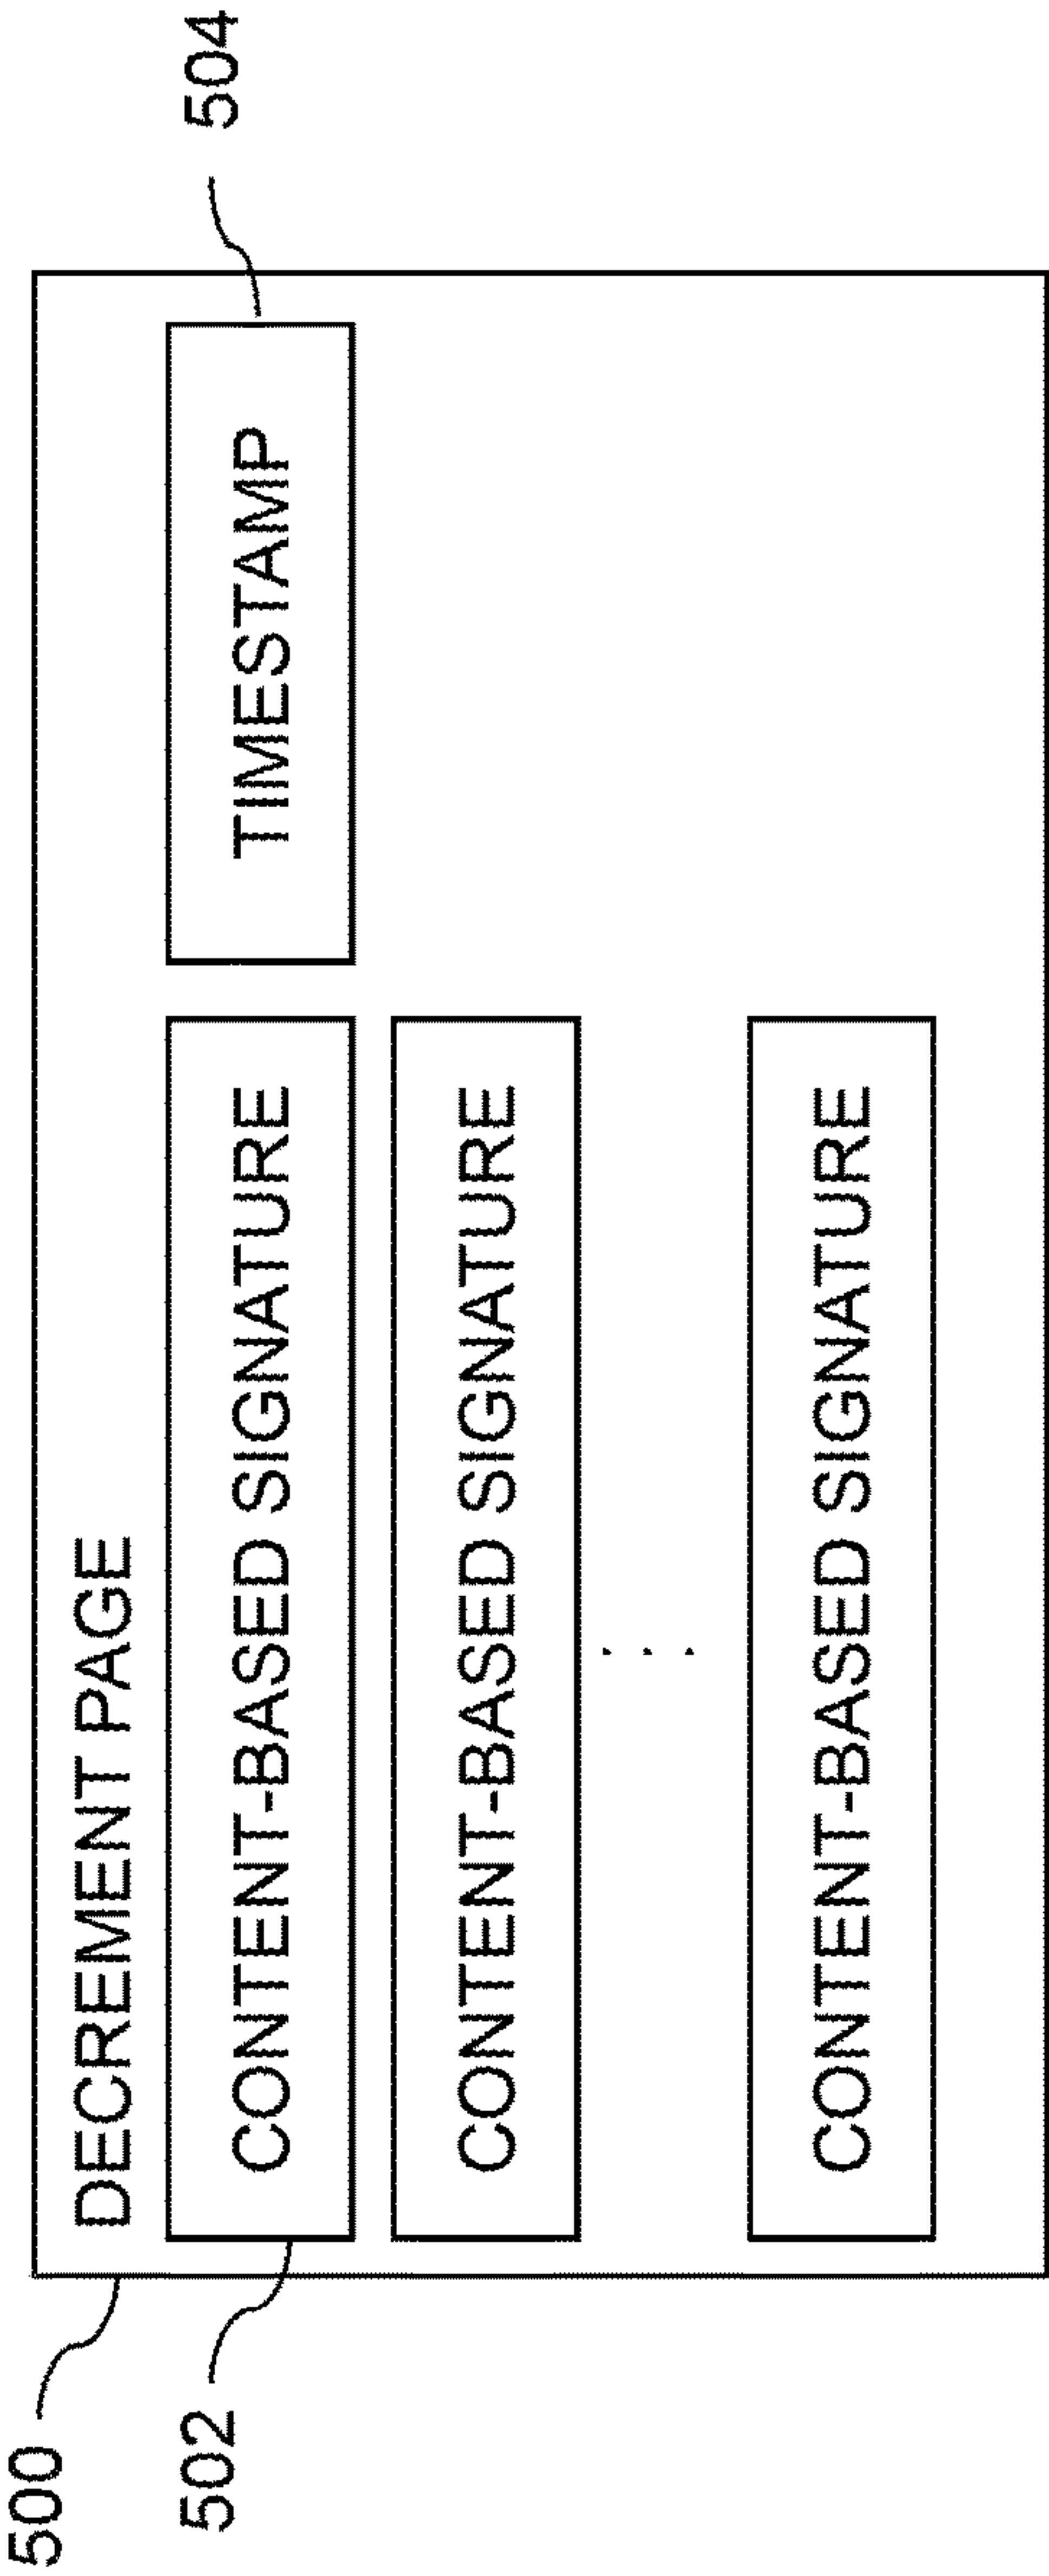 500
DECREMENT PAGE
502
CONTENT-BASED SIGNATURE
TIMESTAMP
504
CONTENT-BASED SIGNATURE
. . .
CONTENT-BASED SIGNATURE